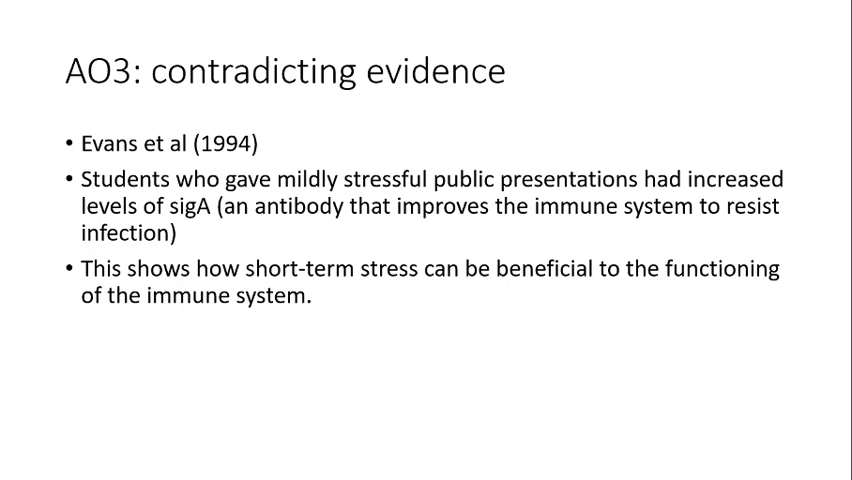 AO3: contradicting evidence
• Evans et al (1994)
• Students who gave mildly stressful public presentations had increased
levels of sigA (an antibody that improves the immune system to resist
infection)
• This shows how short-term stress can be beneficial to the functioning
of the immune system.